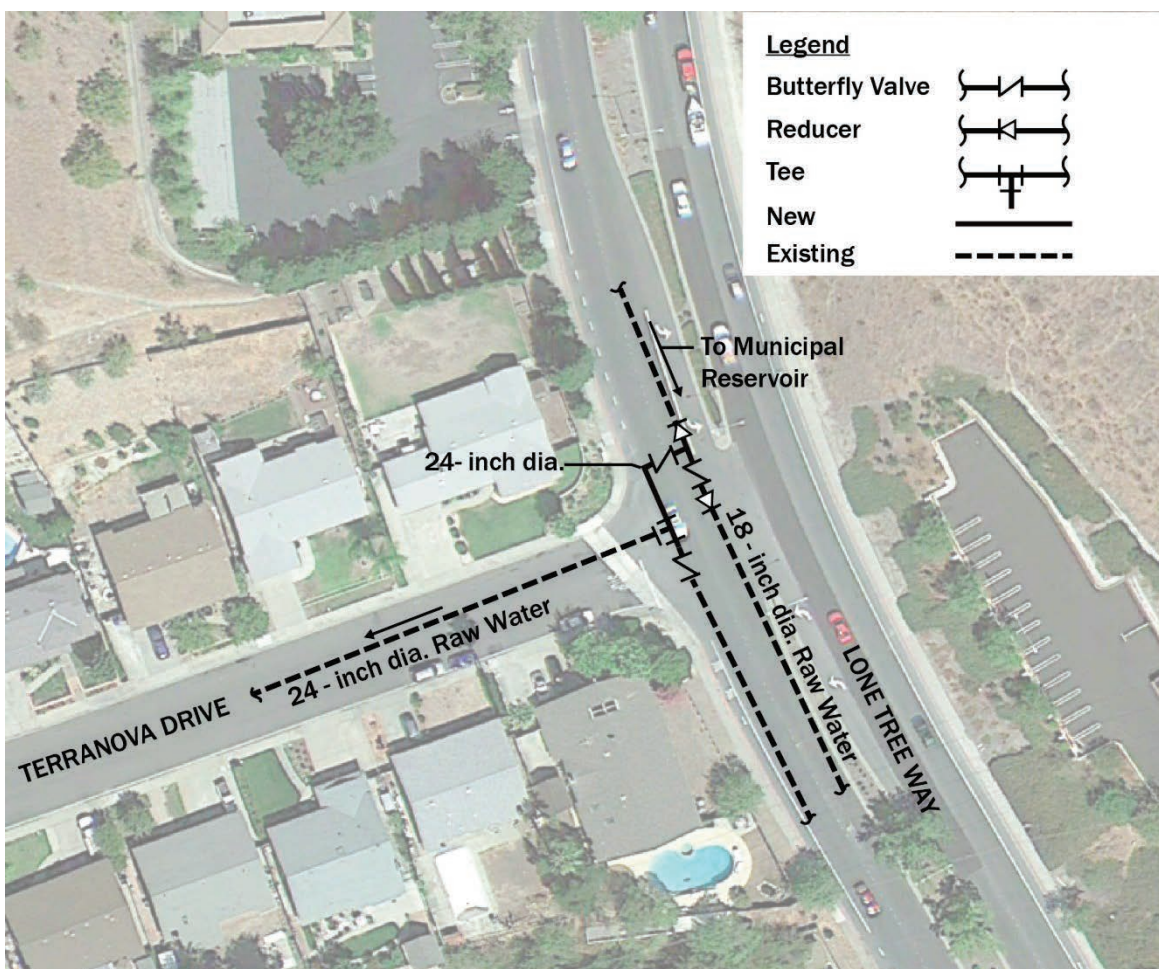 Legend
Butterfly Valve
Reducer
Tee
New
Existing
To Municipal
Reservoir
24- inch dia.
18 - inch dia. Raw Water
24 - inch dia. Raw Water
TERRANOVA DRIVE
LONE TREE WAY